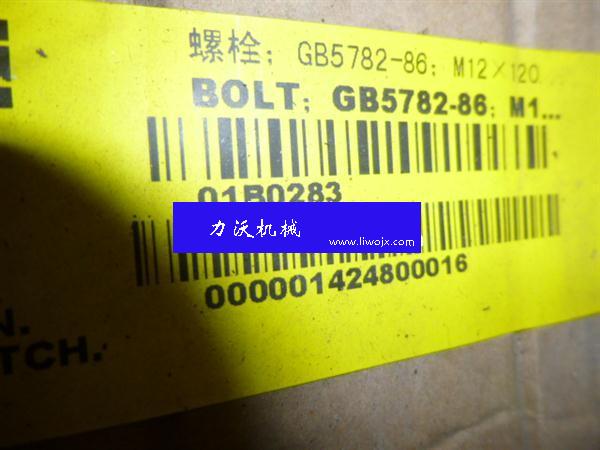 螺栓; GB5782-86; M12×120...
BOLT; GB5782-86; M1...
01B0283
力沃机械
www.liwojx.com
000001424800016
N.
TCH.